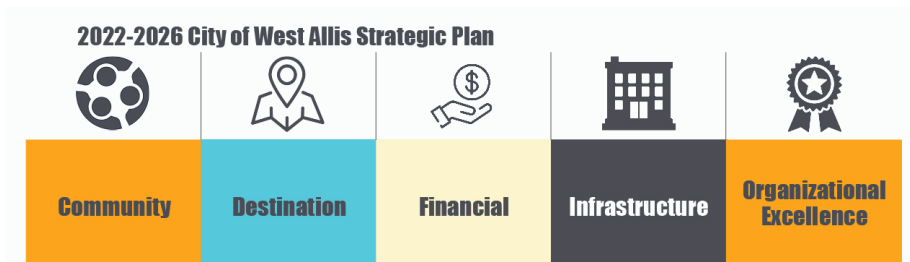 2022-2026 City of West Allis Strategic Plan
Community
Destination
Financial
Infrastructure
Organizational
Excellence